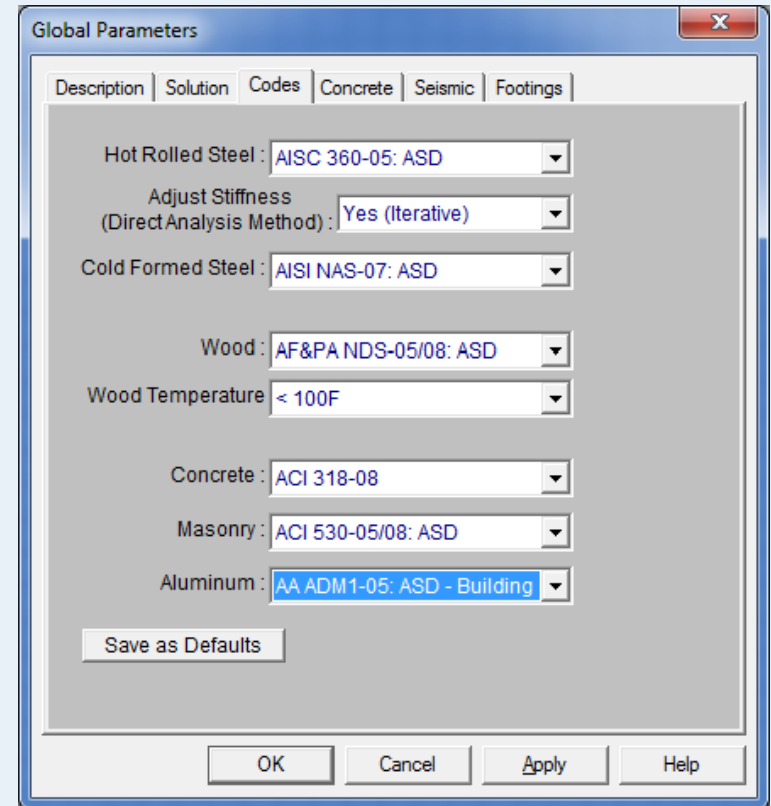 Global Parameters
Description Solution Codes Concrete Seismic Footings
Hot Rolled Steel : AISC 360-05: ASD
Adjust Stiffness
(Direct Analysis Method) : Yes (Iterative)
Cold Formed Steel : AISI NAS-07: ASD
Wood : AF&PA NDS-05/08: ASD
Wood Temperature < 100F
Concrete : ACI 318-08
Masonry : ACI 530-05/08: ASD
Aluminum : AA ADM1-05: ASD - Building
Save as Defaults
OK Cancel Apply Help